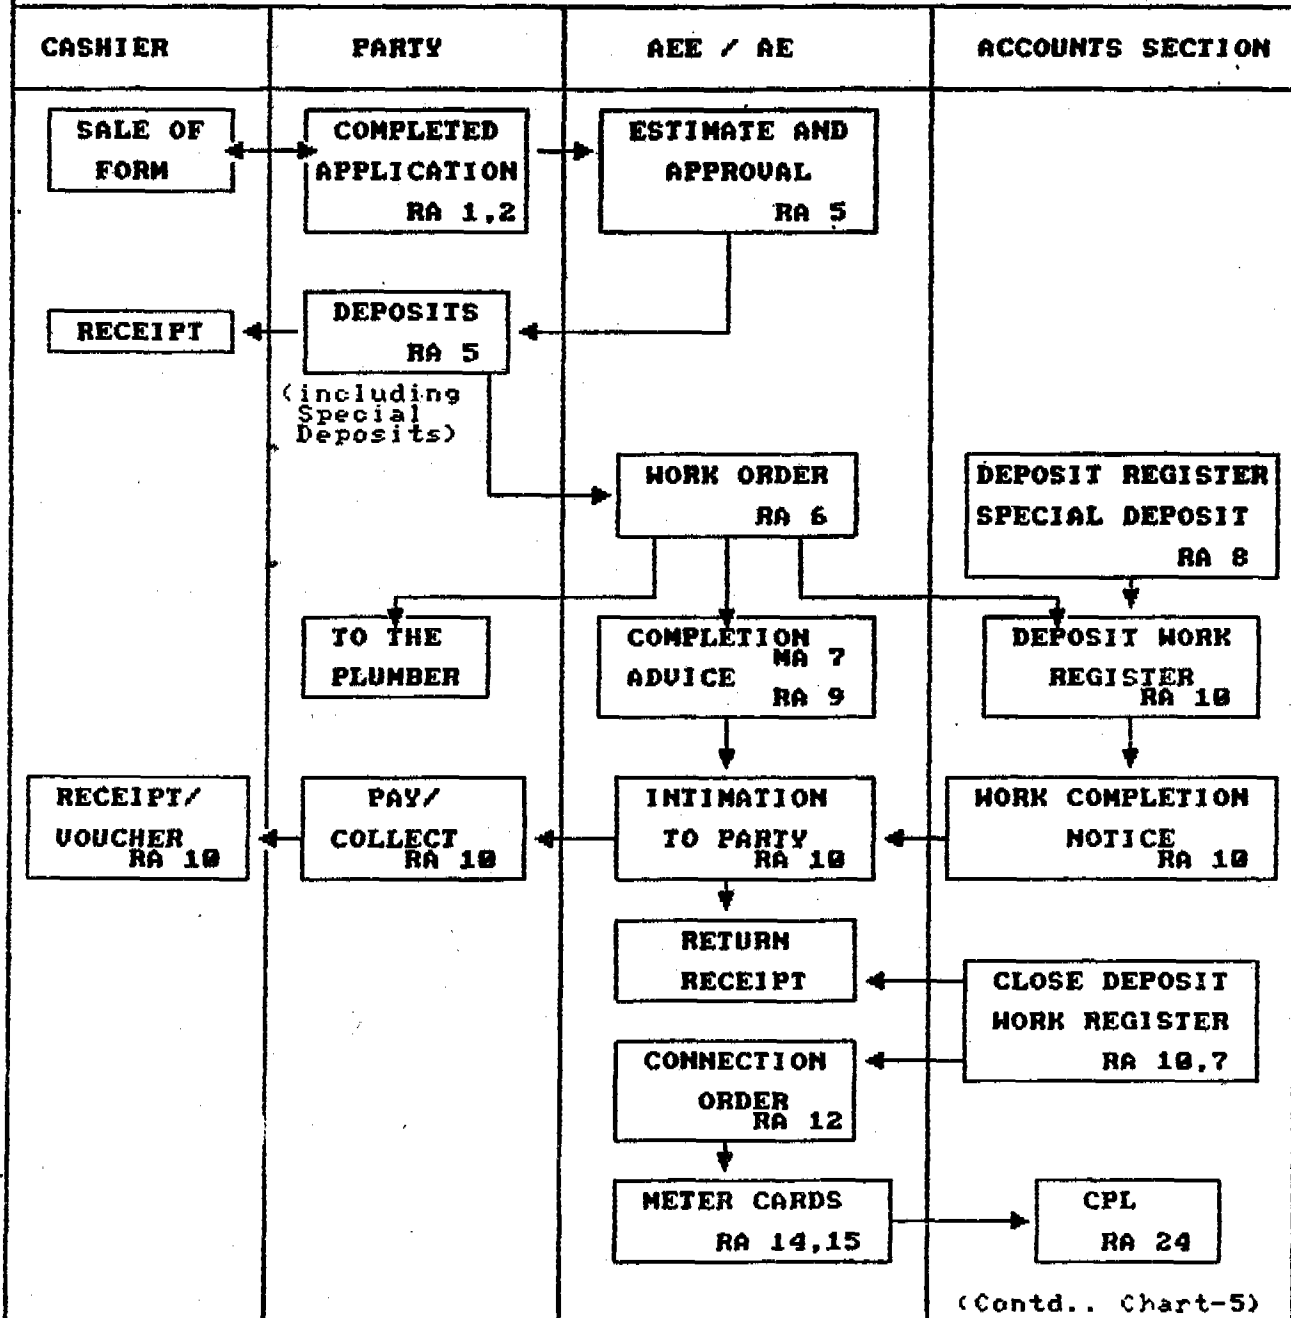 CASHIER
PARTY
AEE / AE
ACCOUNTS SECTION
SALE OF
FORM
COMPLETED
APPLICATION
RA 1,2
ESTIMATE AND
APPROVAL
RA 5
RECEIPT
DEPOSITS
RA 5
(including
Special
Deposits)
WORK ORDER
RA 6
DEPOSIT REGISTER
SPECIAL DEPOSIT
RA 8
TO THE
PLUMBER
COMPLETION
MA 7
ADVICE
RA 9
DEPOSIT WORK
REGISTER
RA 10
RECEIPT/
VOUCHER
RA 10
PAY/
COLLECT
RA 10
INTIMATION
TO PARTY
RA 10
WORK COMPLETION
NOTICE
RA 10
RETURN
RECEIPT
CLOSE DEPOSIT
WORK REGISTER
RA 10,7
CONNECTION
ORDER
RA 12
METER CARDS
RA 14,15
CPL
RA 24
(Contd.. Chart-5)